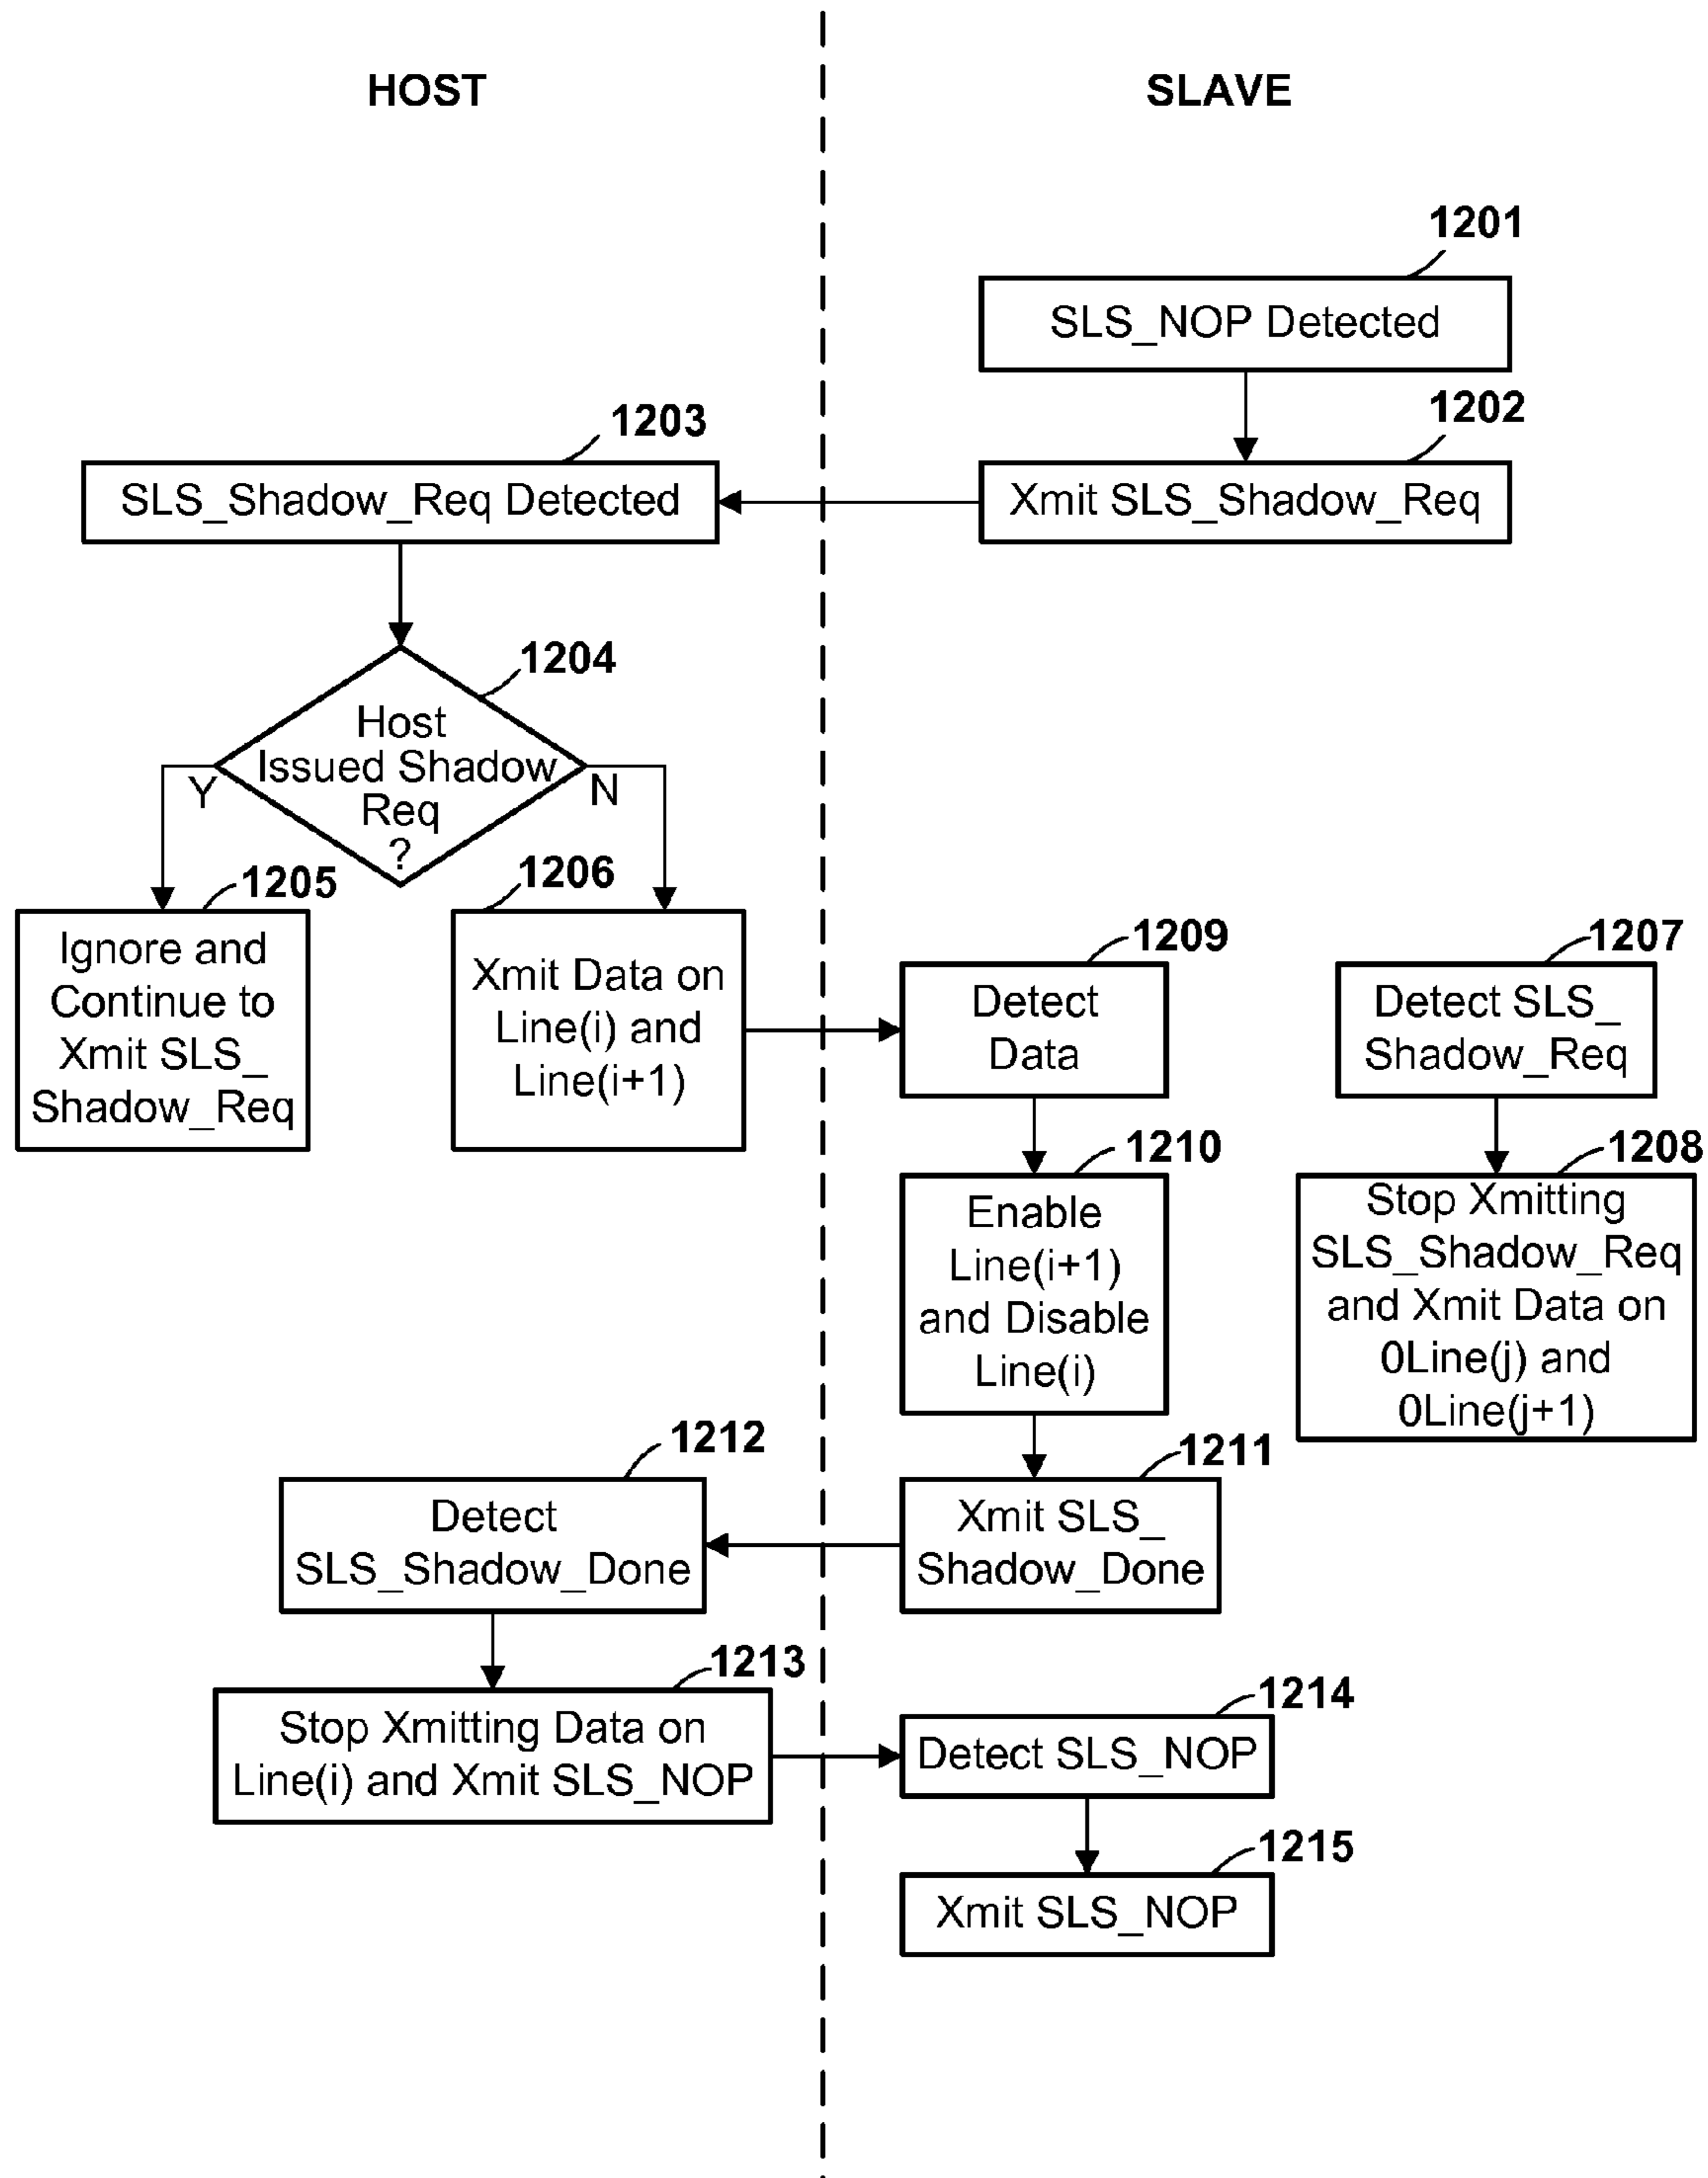 HOST
SLAVE
1201
SLS_NOP Detected
1202
Xmit SLS_Shadow_Req
1203
SLS_Shadow_Req Detected
1204
Host
Issued Shadow
Req
?
Y
N
1205
Ignore and
Continue to
Xmit SLS_
Shadow_Req
1206
Xmit Data on
Line(i) and
Line(i+1)
1209
Detect
Data
1207
Detect SLS_
Shadow_Req
1210
Enable
Line(i+1)
and Disable
Line(i)
1208
Stop Xmitting
SLS_Shadow_Req
and Xmit Data on
0Line(j) and
0Line(j+1)
1211
Xmit SLS_
Shadow_Done
1212
Detect
SLS_Shadow_Done
1213
Stop Xmitting Data on
Line(i) and Xmit SLS_NOP
1214
Detect SLS_NOP
1215
Xmit SLS_NOP